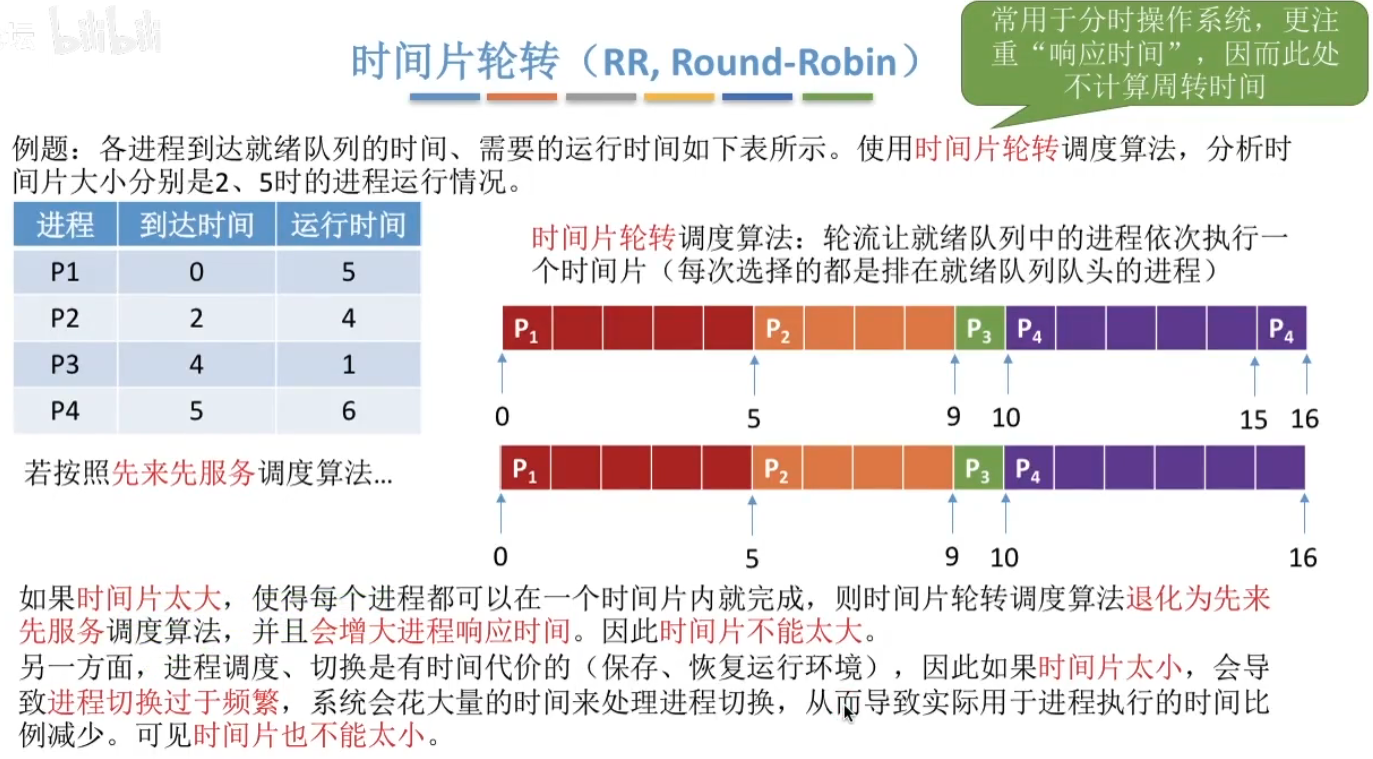 坛 bilibili
时间片轮转（RR, Round-Robin）
常用于分时操作系统，更注
重“响应时间”，因而此处
不计算周转时间
例题：各进程到达就绪队列的时间、需要的运行时间如下表所示。使用时间片轮转调度算法，分析时
间片大小分别是2、5时的进程运行情况。
进程 到达时间 运行时间
P1 0 5
P2 2 4
P3 4 1
P4 5 6
时间片轮转调度算法：轮流让就绪队列中的进程依次执行一
个时间片（每次选择的都是排在就绪队列队头的进程）
P1 P2 P3 P4 P4
0 5 9 10 15 16
若按照先来先服务调度算法...
P1 P2 P3 P4
0 5 9 10 16
如果时间片太大，使得每个进程都可以在一个时间片内就完成，则时间片轮转调度算法退化为先来
先服务调度算法，并且会增大进程响应时间。因此时间片不能太大。
另一方面，进程调度、切换是有时间代价的（保存、恢复运行环境），因此如果时间片太小，会导
致进程切换过于频繁，系统会花大量的时间来处理进程切换，从而导致实际用于进程执行的时间比
例减少。可见时间片也不能太小。